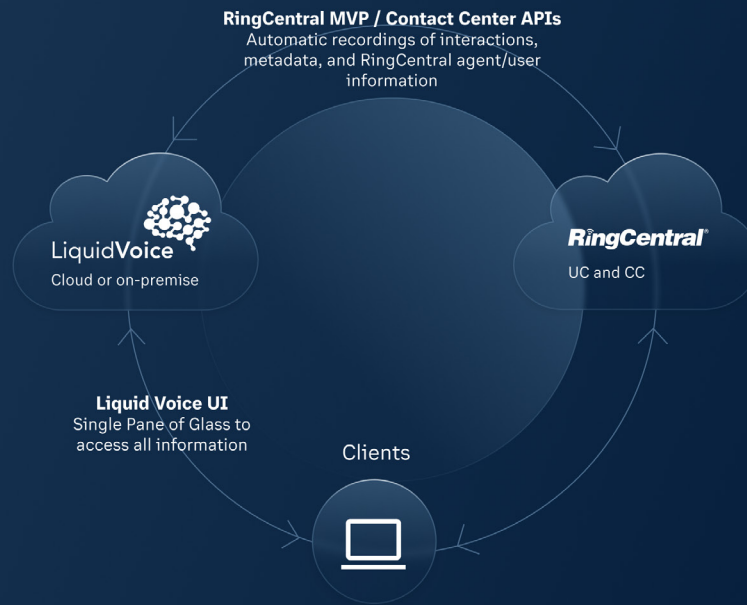 RingCentral MVP / Contact Center APIs
Automatic recordings of interactions,
metadata, and RingCentral agent/user
information
LiquidVoice
Cloud or on-premise
RingCentral®
UC and CC
Liquid Voice UI
Single Pane of Glass to
access all information
Clients